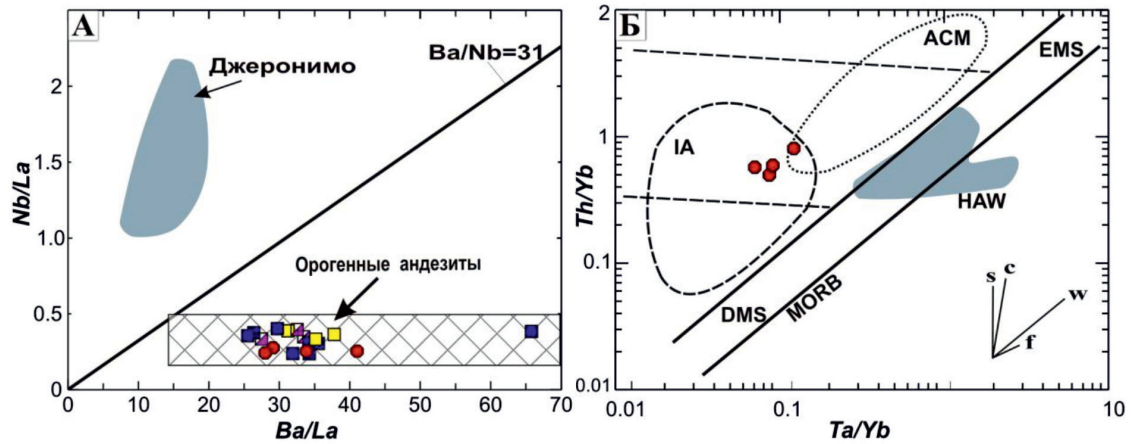 А
Ba/Nb=31
Джеронимо
Орогенные андезиты
Nb/La
2
1.5
1
0.5
0
0
10
20
30
40
50
60
70
Ba/La
Б
ACM
EMS
IA
HAW
DMS
MORB
s
c
w
f
Th/Yb
2
1
0.1
0.01
0.01
0.1
1
10
Ta/Yb